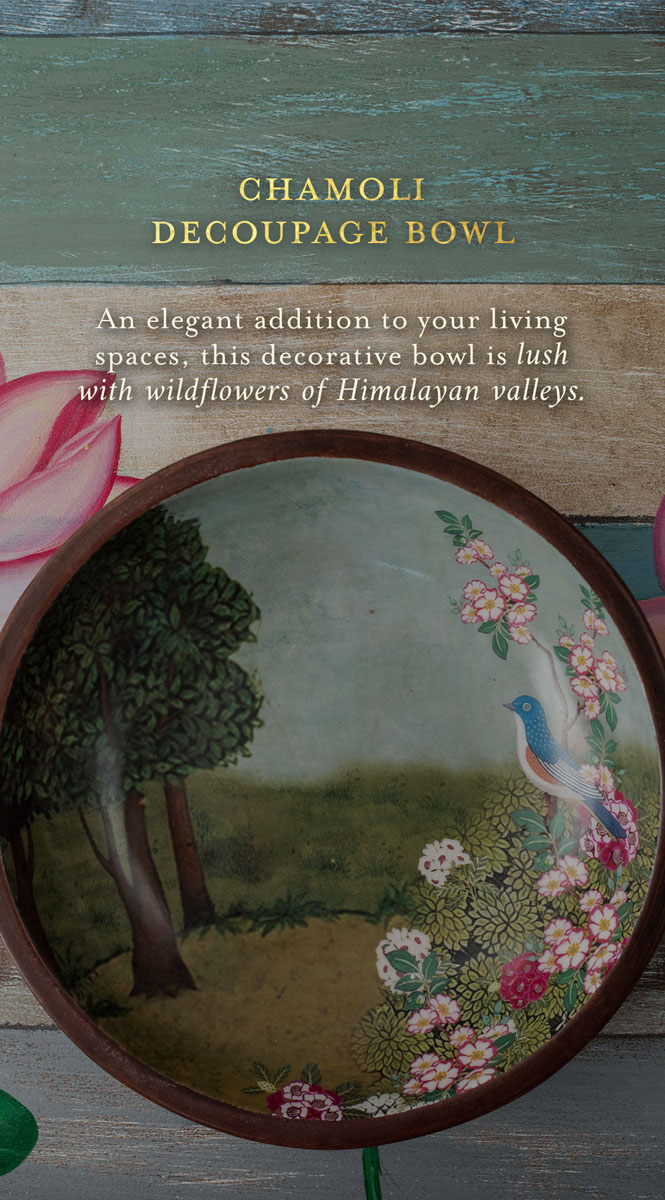 CHAMOLI
DECOUPAGE BOWL
An elegant addition to your living
spaces, this decorative bowl is lush
with wildflowers of Himalayan valleys.